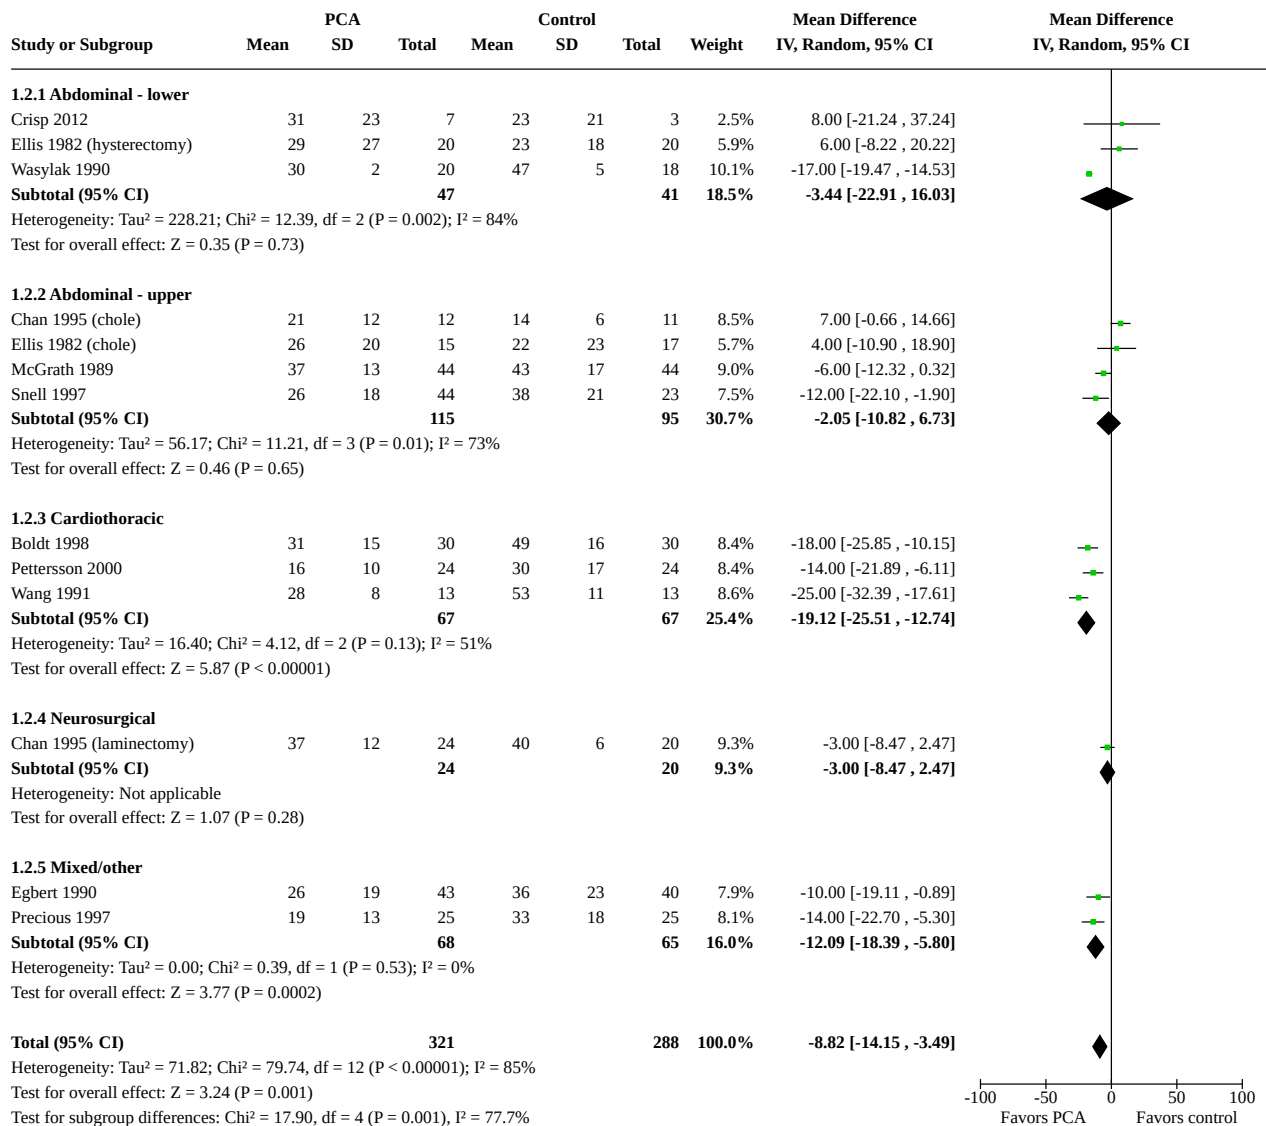 PCA Control Mean Difference Mean Difference
Study or Subgroup Mean SD Total Mean SD Total Weight IV, Random, 95% CI IV, Random, 95% CI
1.2.1 Abdominal - lower
Crisp 2012 31 23 7 23 21 3 2.5% 8.00 [-21.24 , 37.24]
Ellis 1982 (hysterectomy) 29 27 20 23 18 20 5.9% 6.00 [-8.22 , 20.22]
Wasylak 1990 30 2 20 47 5 18 10.1% -17.00 [-19.47 , -14.53]
Subtotal (95% CI) 47 41 18.5% -3.44 [-22.91 , 16.03]
Heterogeneity: Tau² = 228.21; Chi² = 12.39, df = 2 (P = 0.002); I² = 84%
Test for overall effect: Z = 0.35 (P = 0.73)
1.2.2 Abdominal - upper
Chan 1995 (chole) 21 12 12 14 6 11 8.5% 7.00 [-0.66 , 14.66]
Ellis 1982 (chole) 26 20 15 22 23 17 5.7% 4.00 [-10.90 , 18.90]
McGrath 1989 37 13 44 43 17 44 9.0% -6.00 [-12.32 , 0.32]
Snell 1997 26 18 44 38 21 23 7.5% -12.00 [-22.10 , -1.90]
Subtotal (95% CI) 115 95 30.7% -2.05 [-10.82 , 6.73]
Heterogeneity: Tau² = 56.17; Chi² = 11.21, df = 3 (P = 0.01); I² = 73%
Test for overall effect: Z = 0.46 (P = 0.65)
1.2.3 Cardiothoracic
Boldt 1998 31 15 30 49 16 30 8.4% -18.00 [-25.85 , -10.15]
Pettersson 2000 16 10 24 30 17 24 8.4% -14.00 [-21.89 , -6.11]
Wang 1991 28 8 13 53 11 13 8.6% -25.00 [-32.39 , -17.61]
Subtotal (95% CI) 67 67 25.4% -19.12 [-25.51 , -12.74]
Heterogeneity: Tau² = 16.40; Chi² = 4.12, df = 2 (P = 0.13); I² = 51%
Test for overall effect: Z = 5.87 (P < 0.00001)
1.2.4 Neurosurgical
Chan 1995 (laminectomy) 37 12 24 40 6 20 9.3% -3.00 [-8.47 , 2.47]
Subtotal (95% CI) 24 20 9.3% -3.00 [-8.47 , 2.47]
Heterogeneity: Not applicable
Test for overall effect: Z = 1.07 (P = 0.28)
1.2.5 Mixed/other
Egbert 1990 26 19 43 36 23 40 7.9% -10.00 [-19.11 , -0.89]
Precious 1997 19 13 25 33 18 25 8.1% -14.00 [-22.70 , -5.30]
Subtotal (95% CI) 68 65 16.0% -12.09 [-18.39 , -5.80]
Heterogeneity: Tau² = 0.00; Chi² = 0.39, df = 1 (P = 0.53); I² = 0%
Test for overall effect: Z = 3.77 (P = 0.0002)
Total (95% CI) 321 288 100.0% -8.82 [-14.15 , -3.49]
Heterogeneity: Tau² = 71.82; Chi² = 79.74, df = 12 (P < 0.00001); I² = 85%
Test for overall effect: Z = 3.24 (P = 0.001)
-100 -50 0 50 100
Test for subgroup differences: Chi² = 17.90, df = 4 (P = 0.001), I² = 77.7%
Favors PCA Favors control